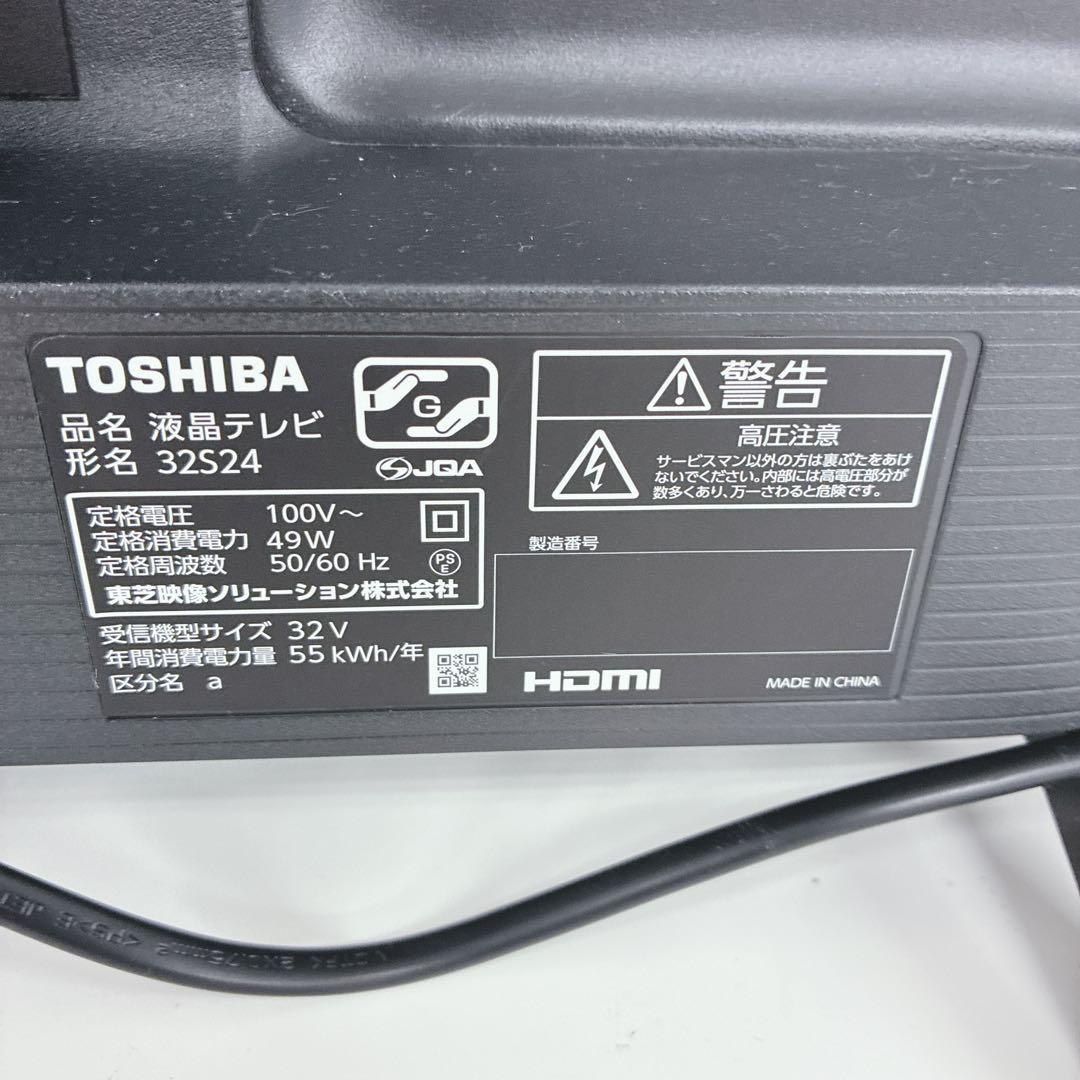 TOSHIBA
品名 液晶テレビ
形名 32S24
G
JQA
定格電圧 100V～
定格消費電力 49W
定格周波数 50/60 Hz
PS
E
東芝映像ソリューション株式会社
受信機型サイズ 32V
年間消費電力量 55 kWh/年
区分名 a
警告
高圧注意
サービスマン以外の方は裏ぶたをあけ
ないでください。内部には高電圧部分が
数多くあり、万一さわると危険です。
製造番号
HDMI
MADE IN CHINA
VCTFK 2X0.75mm2 <PS>E JET